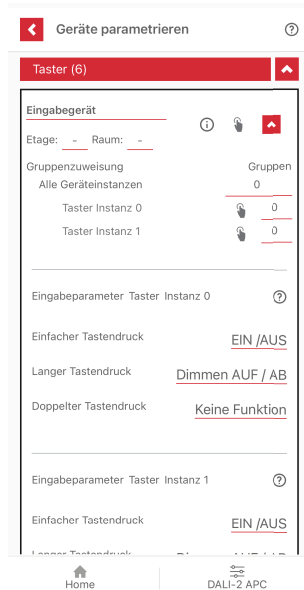 Geräte parametrieren
Taster (6)
Eingabegerät
Etage: - Raum: -
Gruppenzuweisung Gruppen
Alle Geräteinstanzen 0
Taster Instanz 0 0
Taster Instanz 1 0
Eingabeparameter Taster Instanz 0
Einfacher Tastendruck EIN /AUS
Langer Tastendruck Dimmen AUF / AB
Doppelter Tastendruck Keine Funktion
Eingabeparameter Taster Instanz 1
Einfacher Tastendruck EIN /AUS
Langer Tastendruck
Home DALI-2 APC